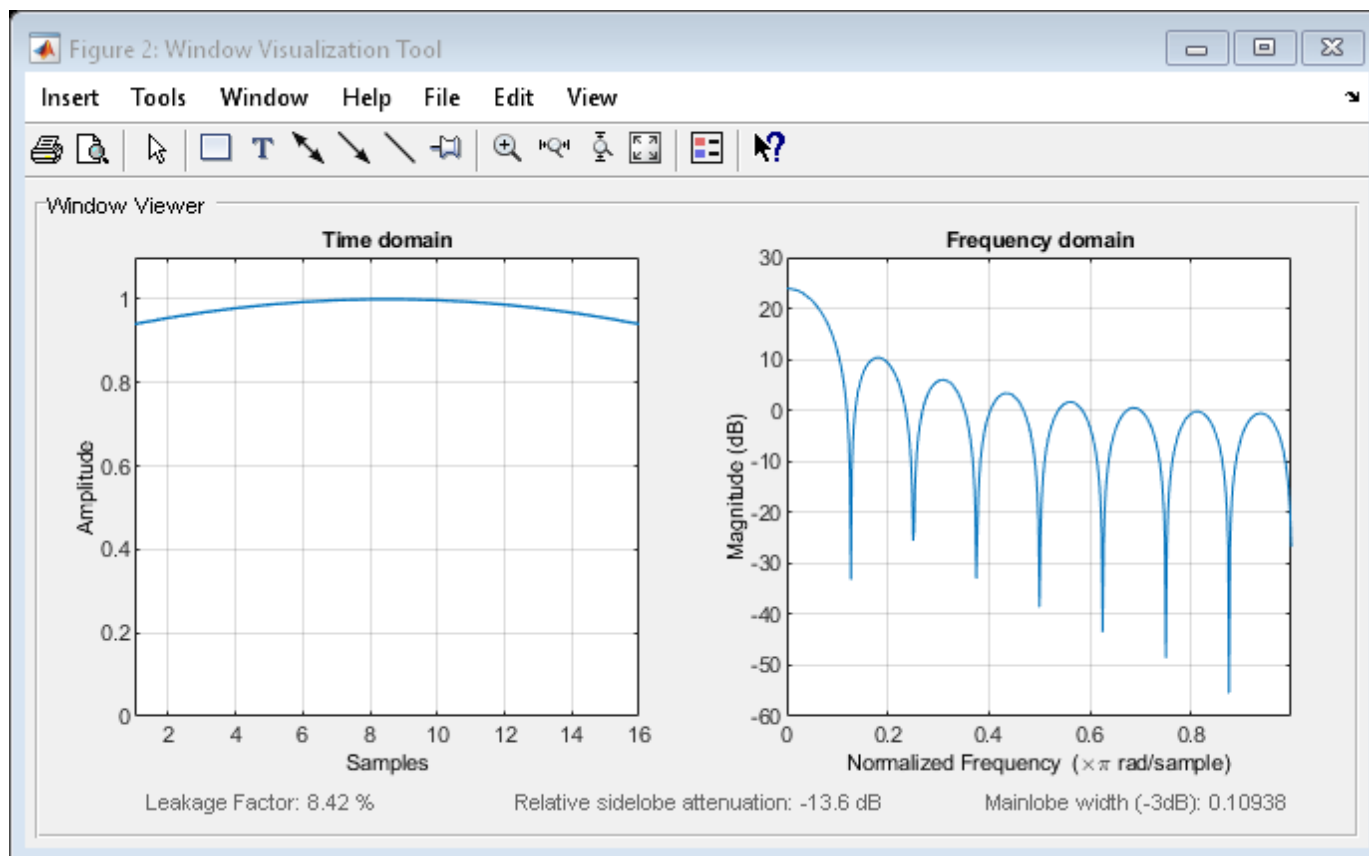 Figure 2: Window Visualization Tool
Insert Tools Window Help File Edit View
T
?
Window Viewer
Time domain
1
0.8
0.6
0.4
0.2
0
Amplitude
2 4 6 8 10 12 14 16
Samples
Frequency domain
30
20
10
0
-10
-20
-30
-40
-50
-60
Magnitude (dB)
0 0.2 0.4 0.6 0.8
Normalized Frequency (×π rad/sample)
Leakage Factor: 8.42 % Relative sidelobe attenuation: -13.6 dB Mainlobe width (-3dB): 0.10938